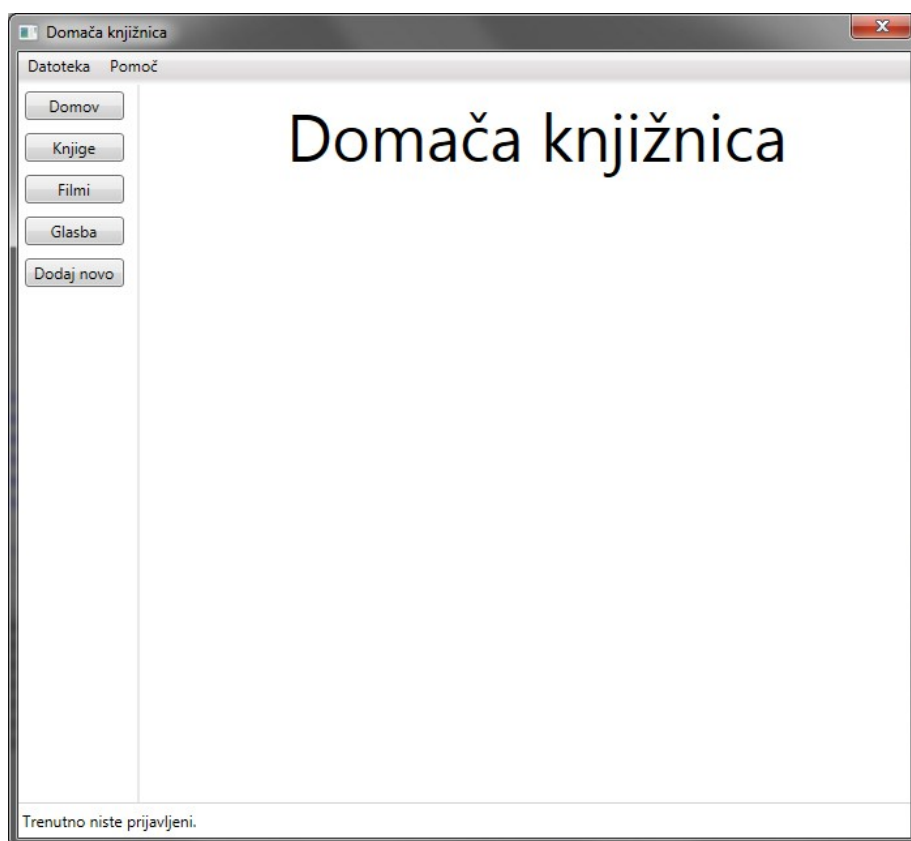 Domača knjižnica
Datoteka Pomoč
Domov
Knjige
Filmi
Glasba
Dodaj novo
Domača knjižnica
Trenutno niste prijavljeni.